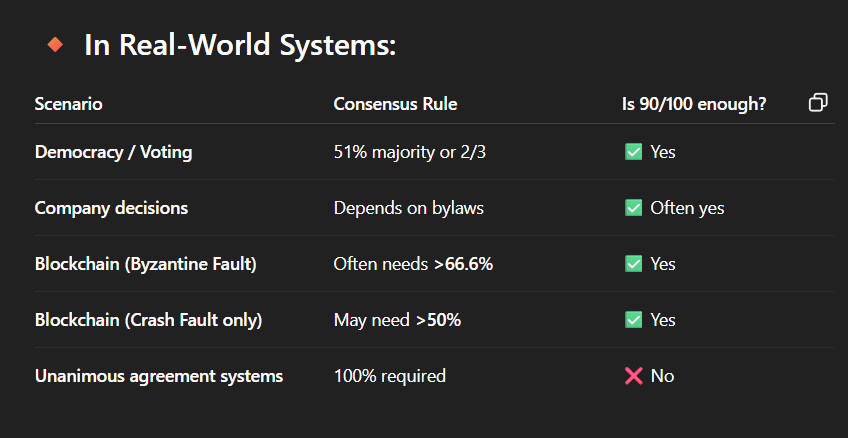 In Real-World Systems:
Scenario Consensus Rule Is 90/100 enough?
Democracy / Voting 51% majority or 2/3 ✅ Yes
Company decisions Depends on bylaws ✅ Often yes
Blockchain (Byzantine Fault) Often needs >66.6% ✅ Yes
Blockchain (Crash Fault only) May need >50% ✅ Yes
Unanimous agreement systems 100% required ❌ No